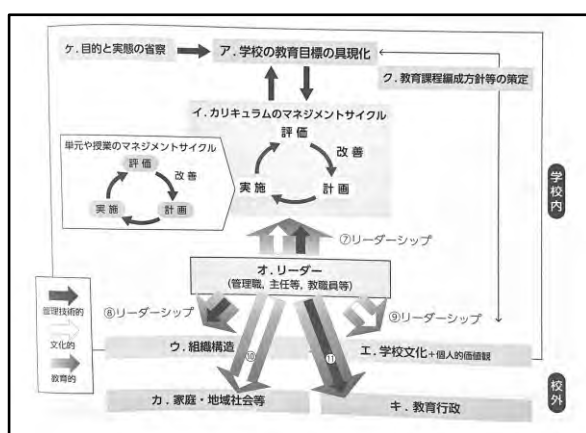 ケ.目的と実態の省察
ア.学校の教育目標の具現化
ク.教育課程編成方針等の策定
イ.カリキュラムのマネジメントサイクル
評価
改善
計画
実施
単元や授業のマネジメントサイクル
評価
改善
計画
実施
学校内
⑦リーダーシップ
オ.リーダー
(管理職,主任等,教職員等)
管理技術的
文化的
教育的
⑧リーダーシップ
⑨リーダーシップ
ウ.組織構造
⑩
⑪
エ.学校文化+個人的価値観
校外
カ.家庭・地域社会等
キ.教育行政